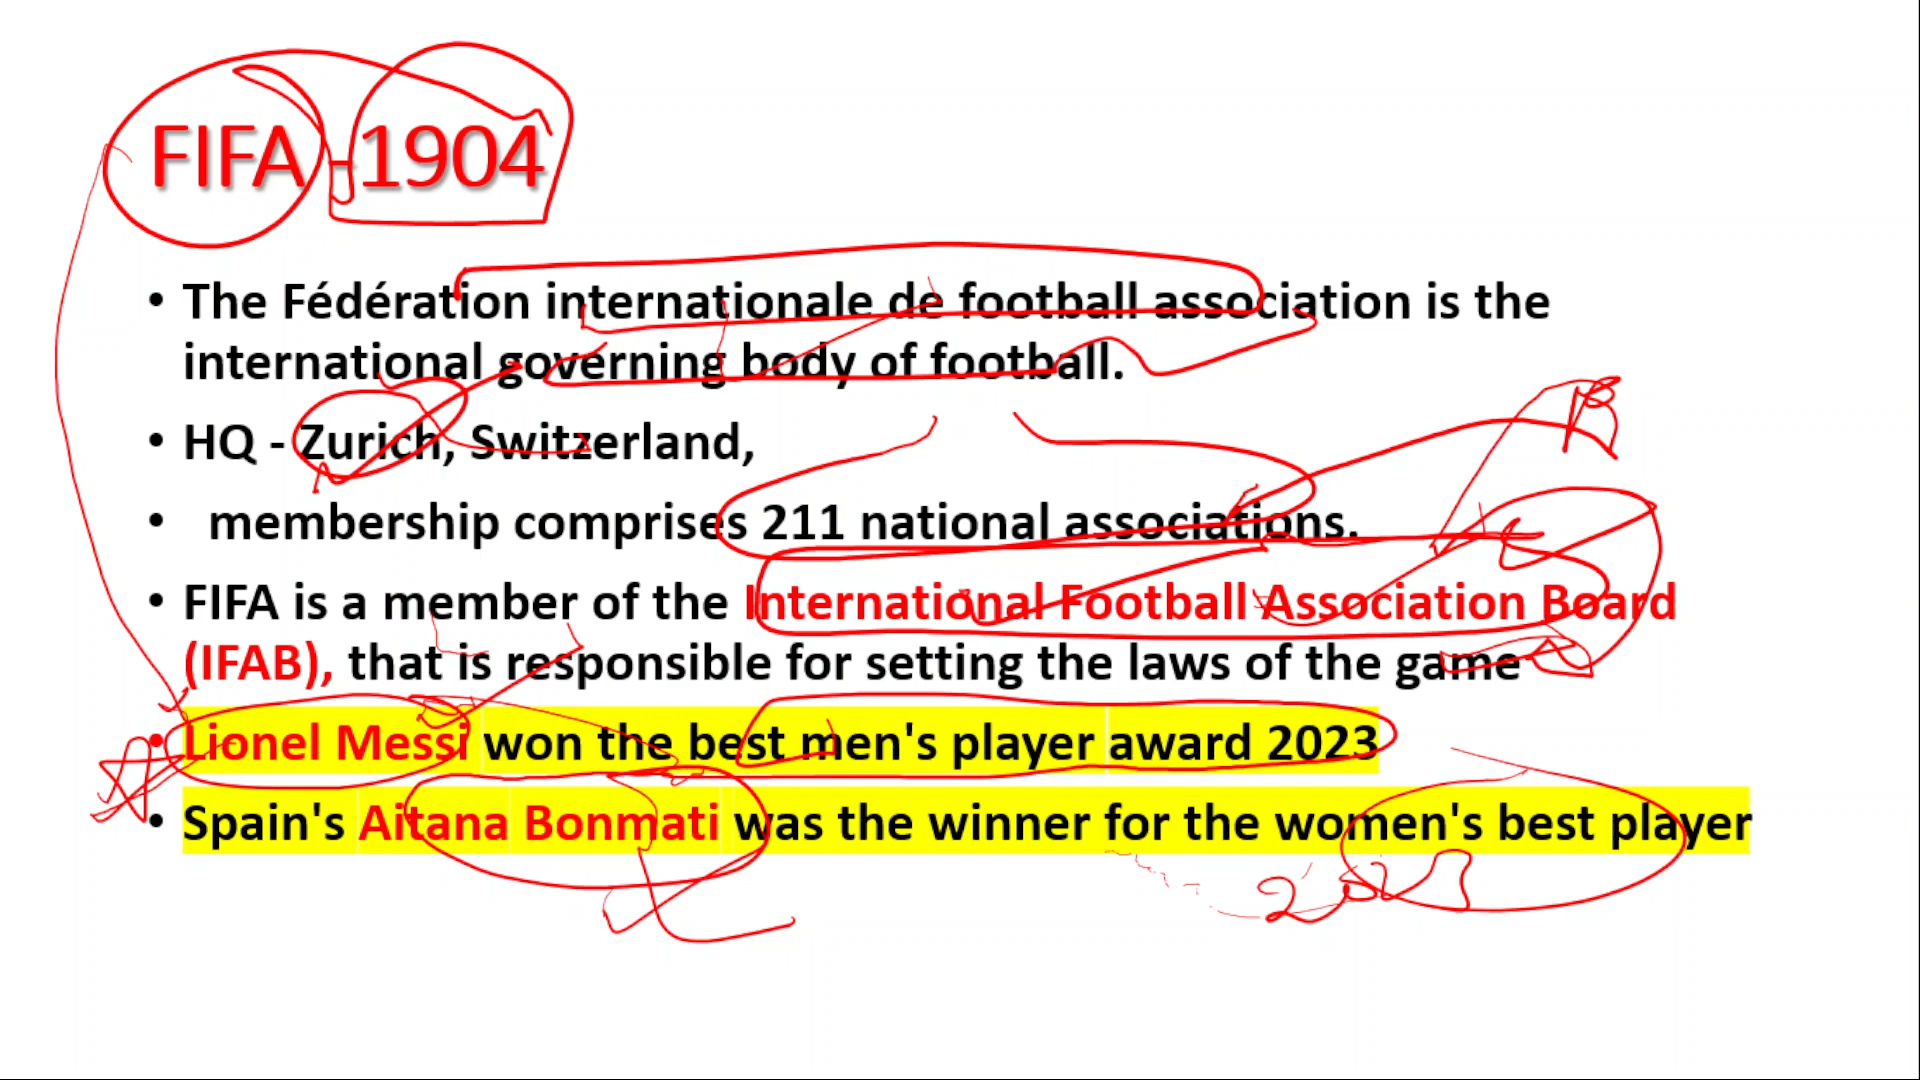 FIFA - 1904
• The Fédération internationale de football association is the
international governing body of football.
• HQ - Zurich, Switzerland,
• membership comprises 211 national associations.
• FIFA is a member of the International Football Association Board
(IFAB), that is responsible for setting the laws of the game
• Lionel Messi won the best men's player award 2023
• Spain's Aitana Bonmati was the winner for the women's best player